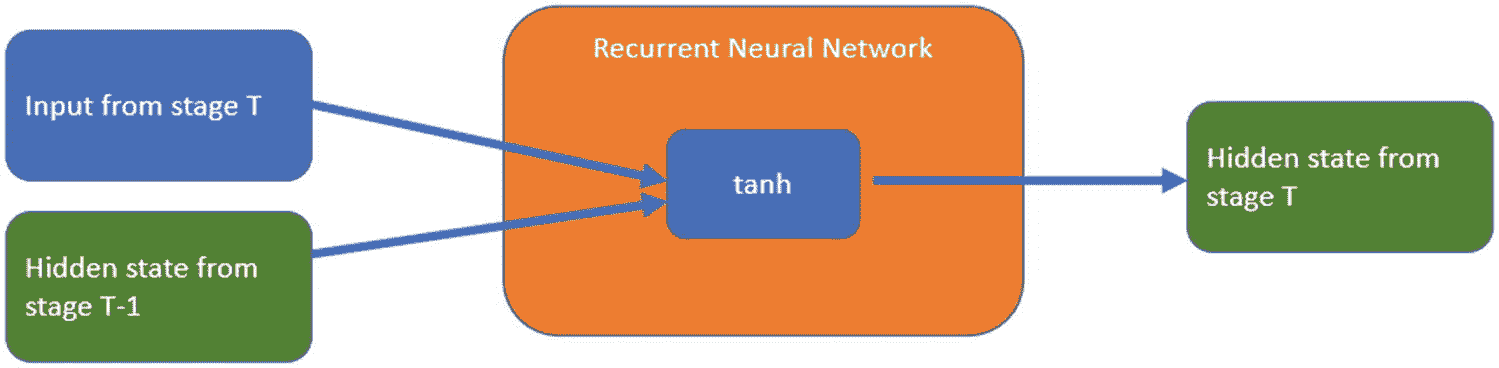 Recurrent Neural Network
Input from stage T
tanh
Hidden state from
stage T
Hidden state from
stage T-1